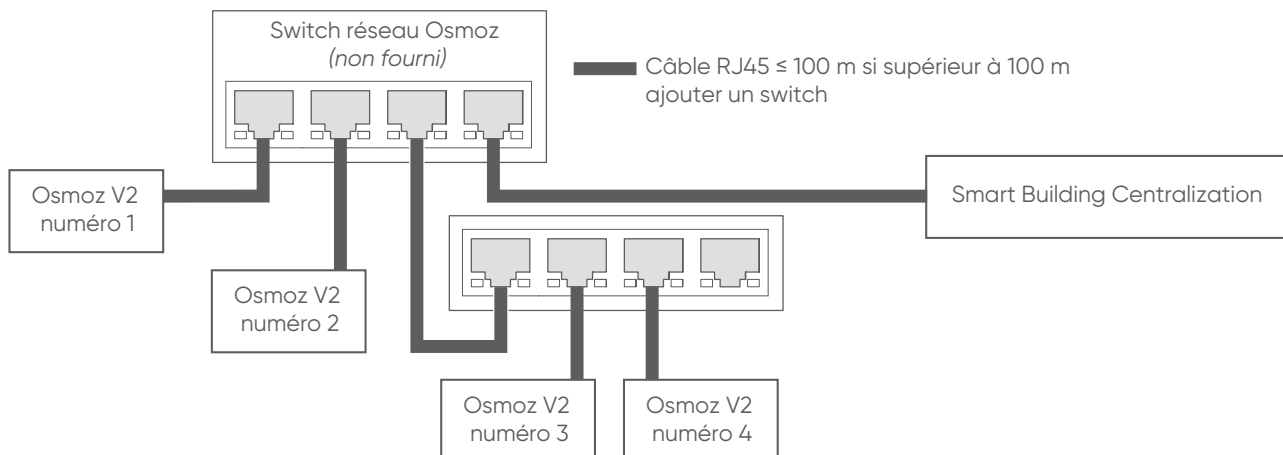 Switch réseau Osmoz
(non fourni)
Câble RJ45 ≤ 100 m si supérieur à 100 m
ajouter un switch
Osmoz V2
numéro 1
Smart Building Centralization
Osmoz V2
numéro 2
Osmoz V2
numéro 3
Osmoz V2
numéro 4